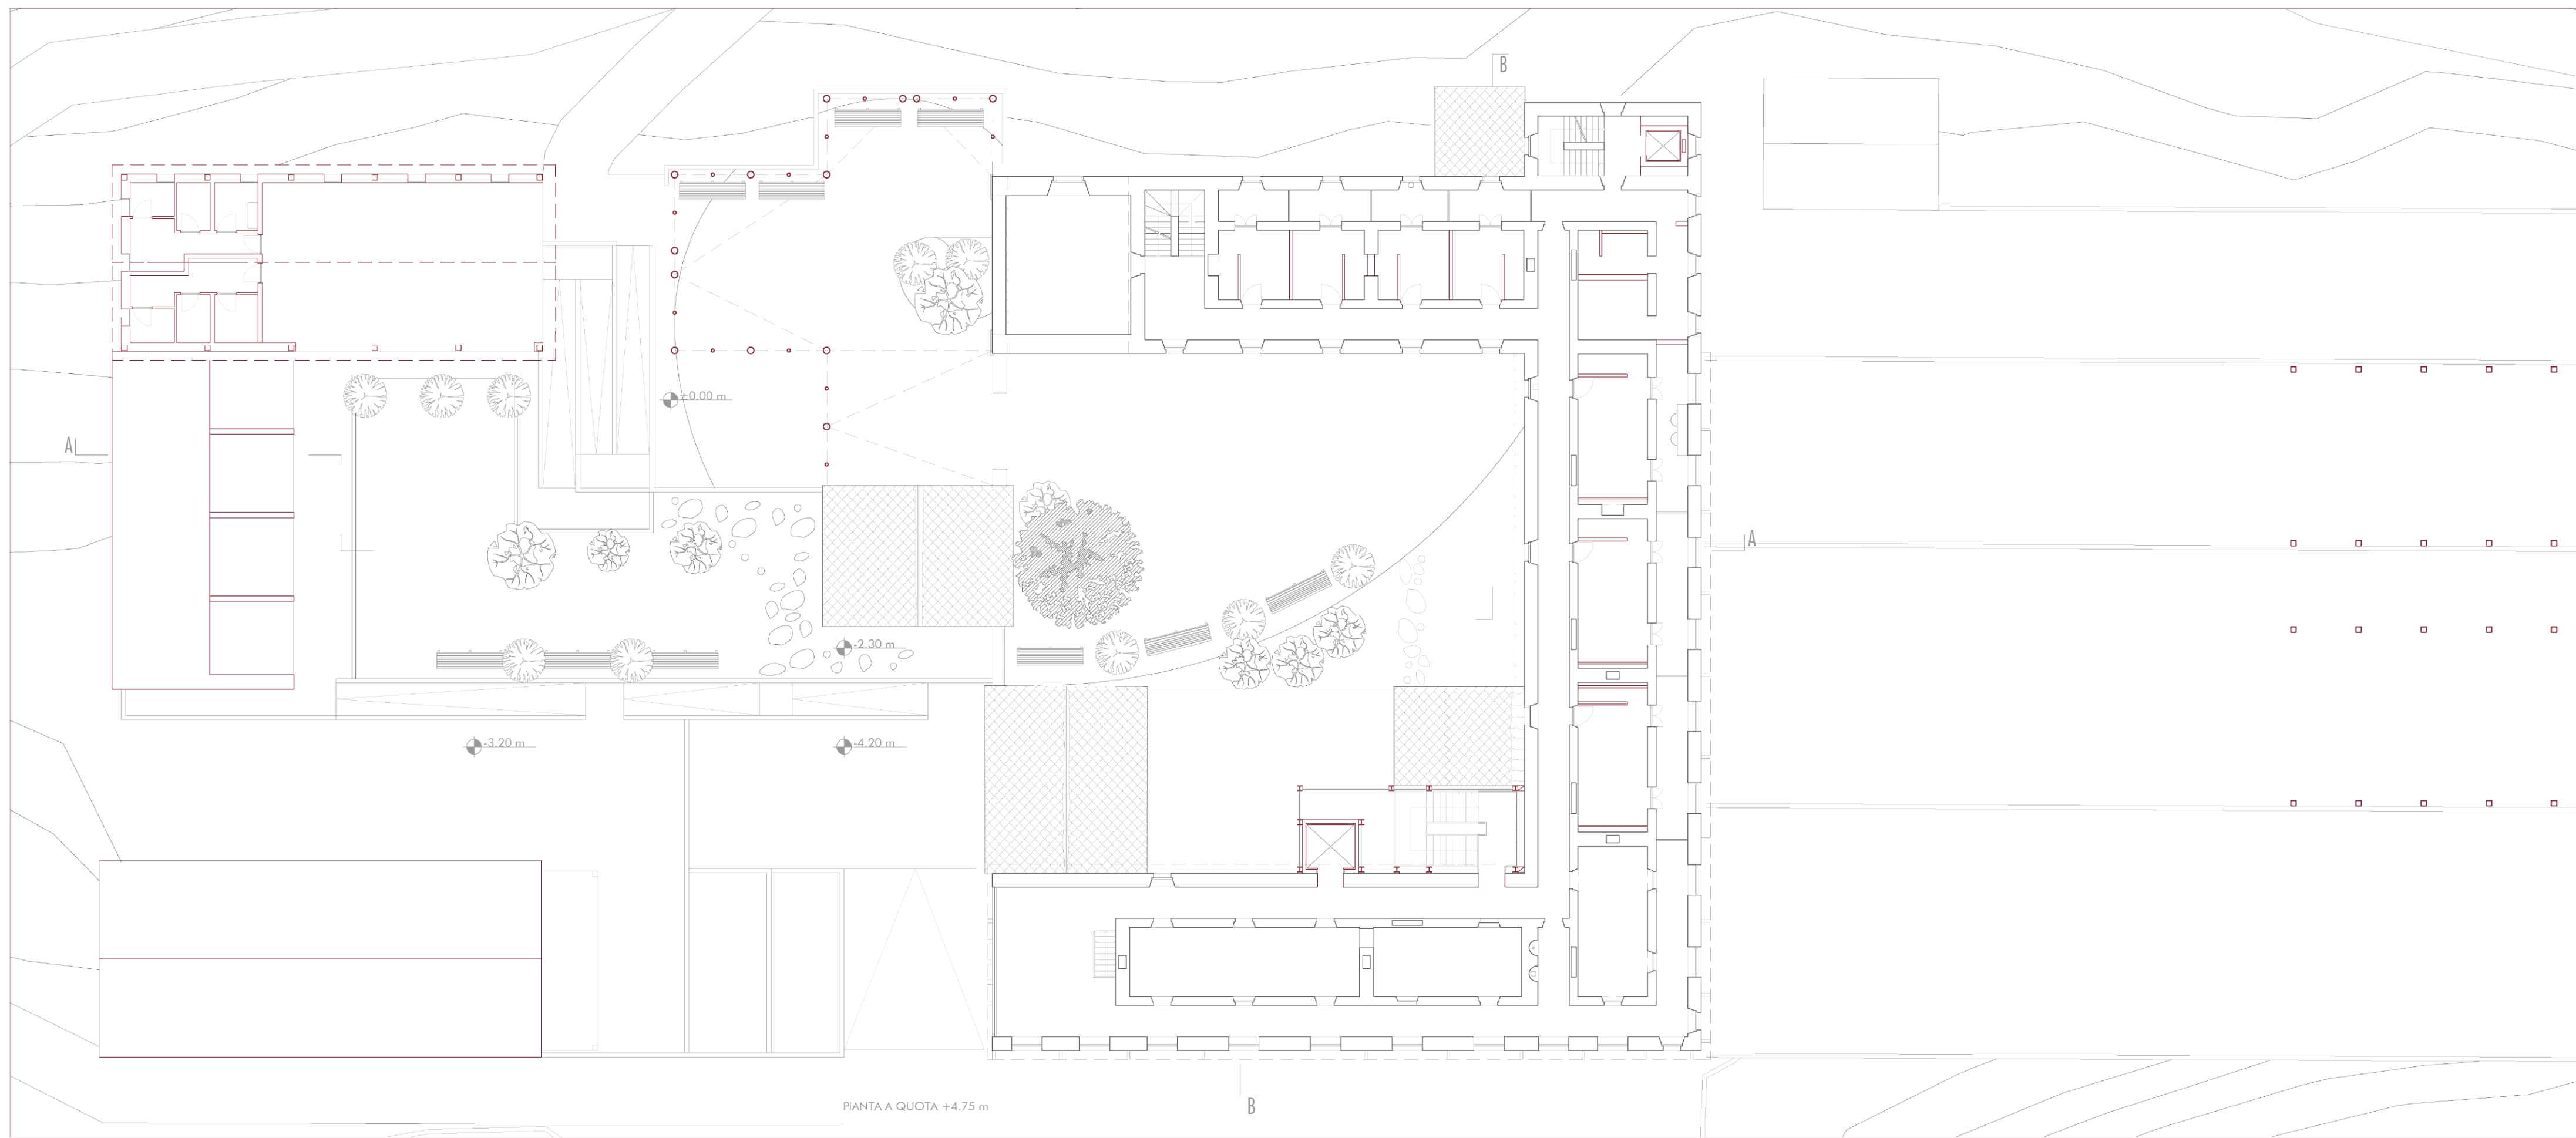 B
±0.00 m
A
A
-2.30 m
-3.20 m
-4.20 m
PIANTA A QUOTA +4.75 m
B